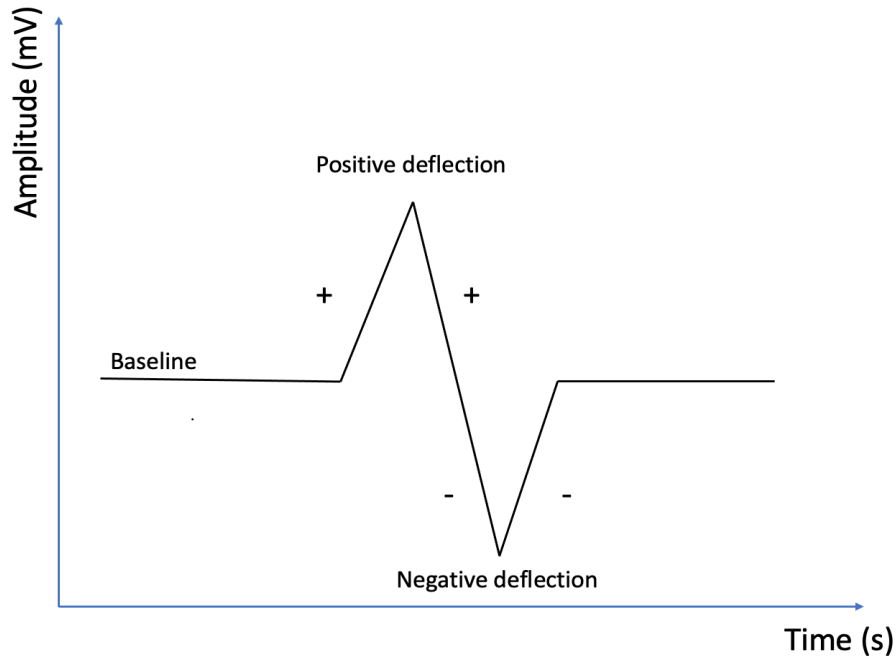 Amplitude (mV)
Positive deflection
+ +
Baseline
- -
Negative deflection
Time (s)